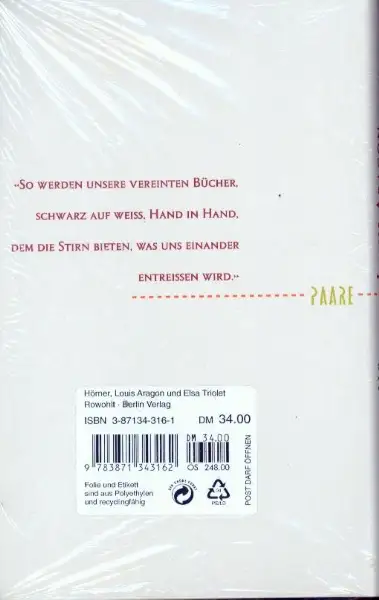 »SO WERDEN UNSERE VEREINTEN BÜCHER,
SCHWARZ AUF WEISS, HAND IN HAND,
DEM DIE STIRN BIETEN, WAS UNS EINANDER
ENTREISSEN WIRD.«
PAARE
Hörner, Louis Aragon und Elsa Triolet
Rowohlt · Berlin Verlag
ISBN 3-87134-316-1 DM 34.00
DM 34.00
9 783871 343162 ÖS 248.00
Folie und Etikett
sind aus Polyethylen
und recyclingfähig
POST DARF ÖFFNEN